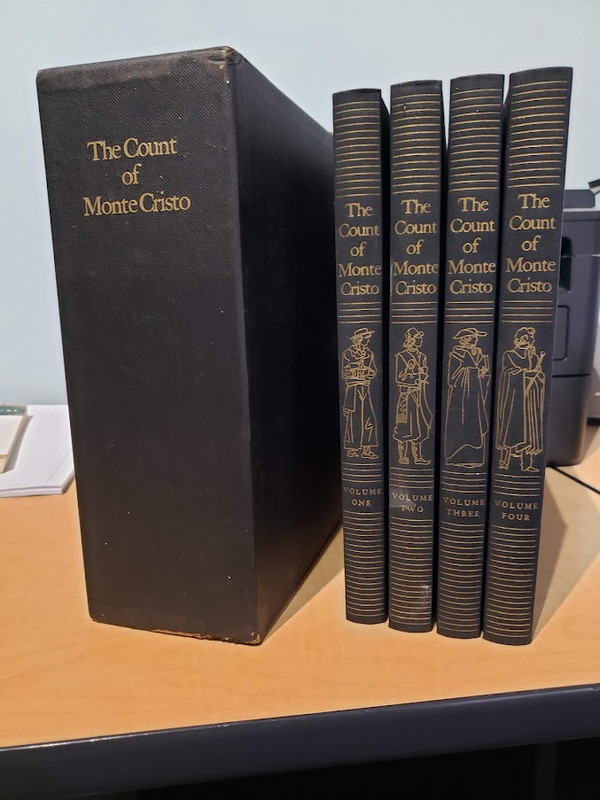 The Count
of
Monte Cristo
The
Count
of
Monte
Cristo
VOLUME
ONE
The
Count
of
Monte
Cristo
VOLUME
TWO
The
Count
of
Monte
Cristo
VOLUME
THREE
The
Count
of
Monte
Cristo
VOLUME
FOUR